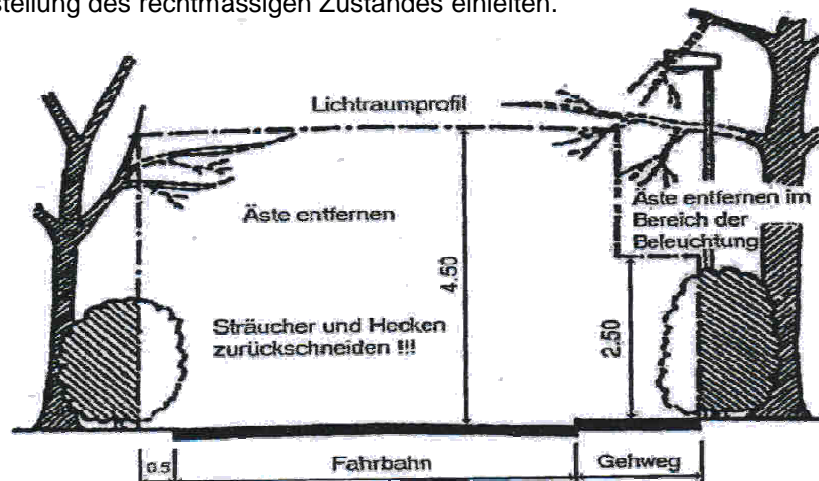 stellung des rechtmässigen Zustandes einleiten.
Lichtraumprofil
Äste entfernen
Äste entfernen im
Bereich der
Beleuchtung
4.50
2.50
Sträucher und Hecken
zurückschneiden !!!
0.5
Fahrbahn
Gehweg